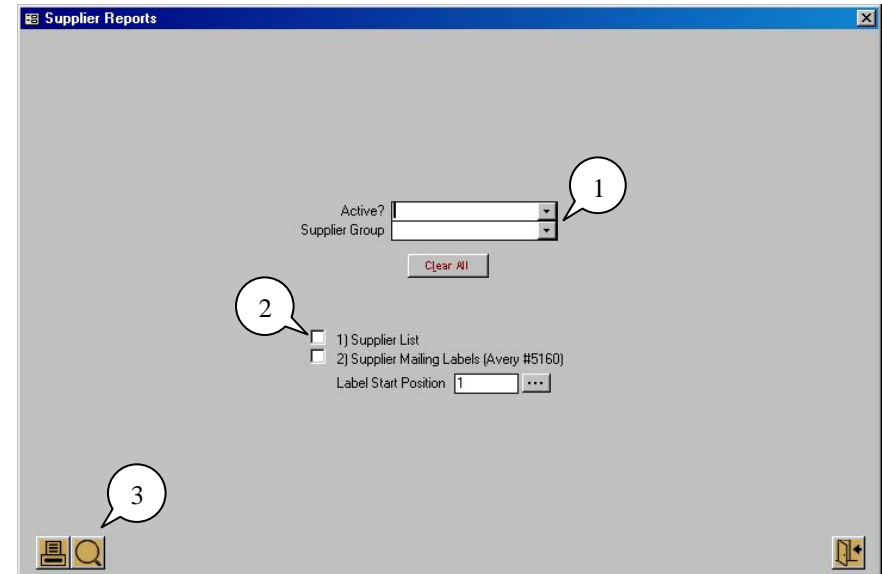 Supplier Reports
1
Active?
Supplier Group
Clear All
2
1) Supplier List
2) Supplier Mailing Labels (Avery #5160)
Label Start Position 1 ...
3